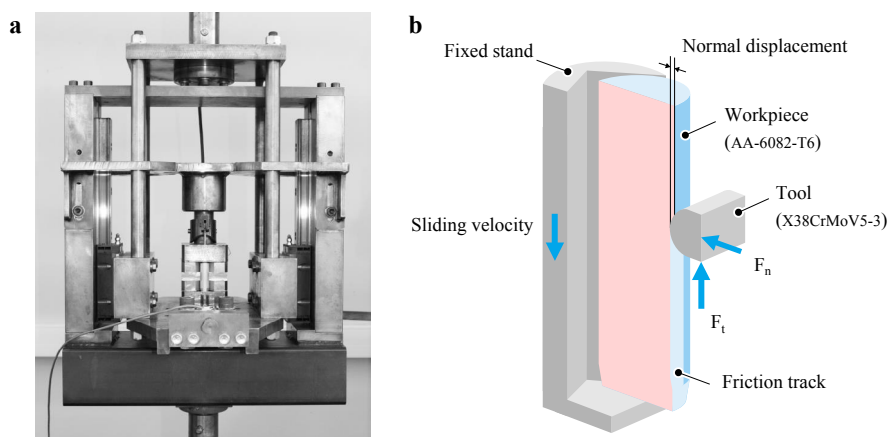 a
b
Normal displacement
Fixed stand
Workpiece
(AA-6082-T6)
Tool
(X38CrMoV5-3)
Sliding velocity
Fn
Ft
Friction track